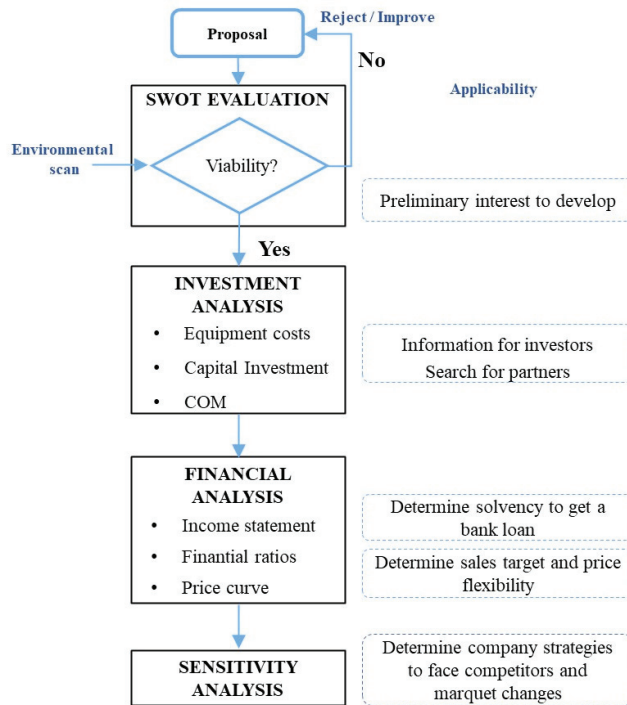 Reject / Improve
Proposal
No
SWOT EVALUATION
Applicability
Environmental
scan
Viability?
Preliminary interest to develop
Yes
INVESTMENT
ANALYSIS
• Equipment costs
• Capital Investment
• COM
Information for investors
Search for partners
FINANCIAL
ANALYSIS
• Income statement
• Finantial ratios
• Price curve
Determine solvency to get a
bank loan
Determine sales target and price
flexibility
SENSITIVITY
ANALYSIS
Determine company strategies
to face competitors and
marquet changes